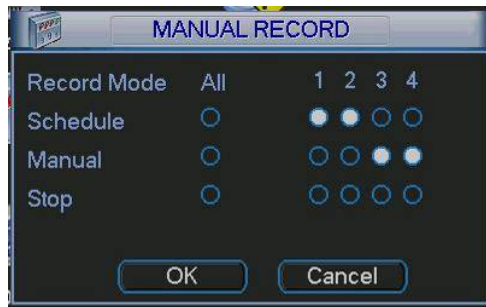 MANUAL RECORD
Record Mode All 1 2 3 4
Schedule
Manual
Stop
OK Cancel